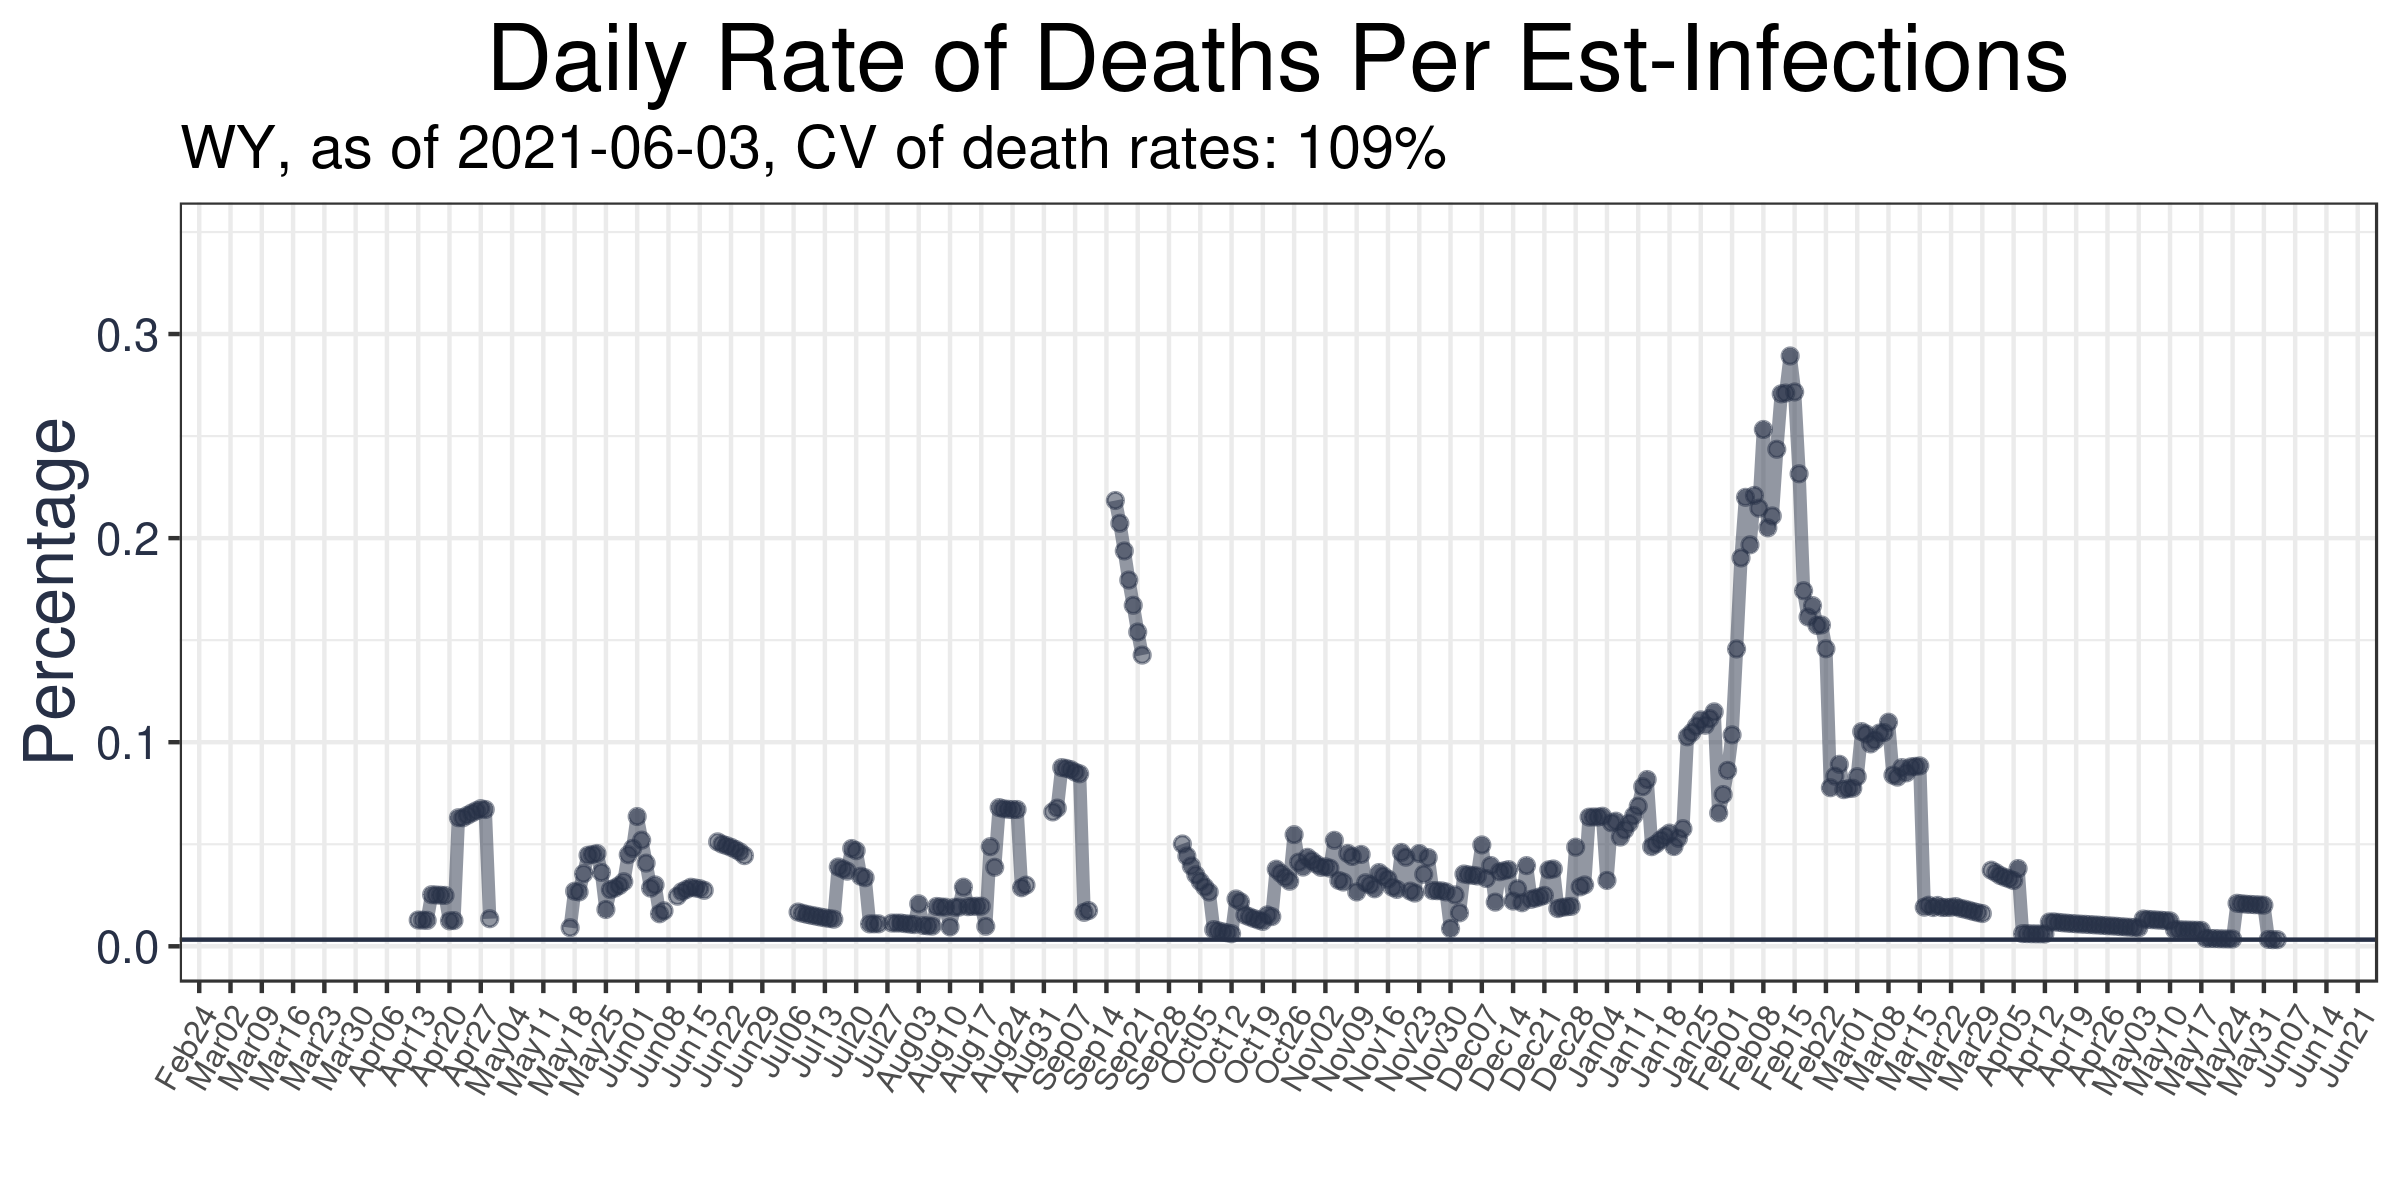 Daily Rate of Deaths Per Est-Infections
WY, as of 2021-06-03, CV of death rates: 109%
Percentage
0.3
0.2
0.1
0.0
Feb24
Mar02
Mar09
Mar16
Mar23
Mar30
Apr06
Apr13
Apr20
Apr27
May04
May11
May18
May25
Jun01
Jun08
Jun15
Jun22
Jun29
Jul06
Jul13
Jul20
Jul27
Aug03
Aug10
Aug17
Aug24
Aug31
Sep07
Sep14
Sep21
Sep28
Oct05
Oct12
Oct19
Oct26
Nov02
Nov09
Nov16
Nov23
Nov30
Dec07
Dec14
Dec21
Dec28
Jan04
Jan11
Jan18
Jan25
Feb01
Feb08
Feb15
Feb22
Mar01
Mar08
Mar15
Mar22
Mar29
Apr05
Apr12
Apr19
Apr26
May03
May10
May17
May24
May31
Jun07
Jun14
Jun21